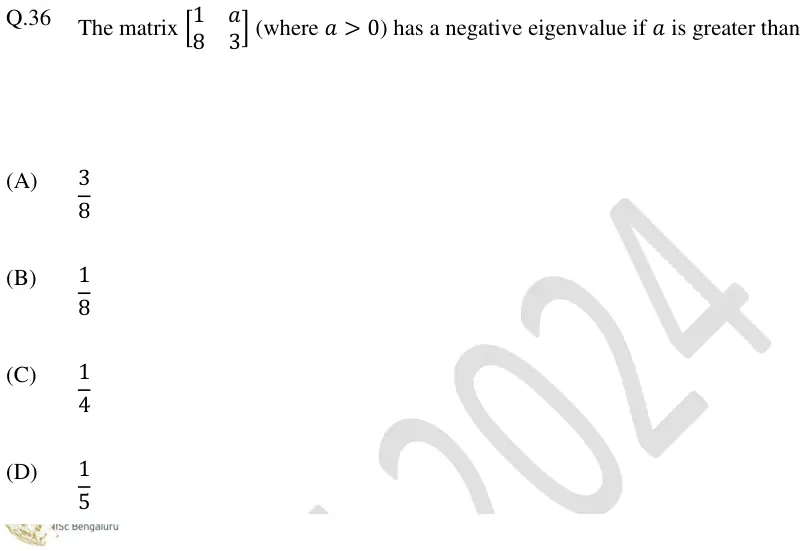 Q.36 The matrix [1 a 8 3] (where a > 0) has a negative eigenvalue if a is greater than
(A) 3/8
(B) 1/8
(C) 1/4
(D) 1/5
IISc Bengaluru
2024